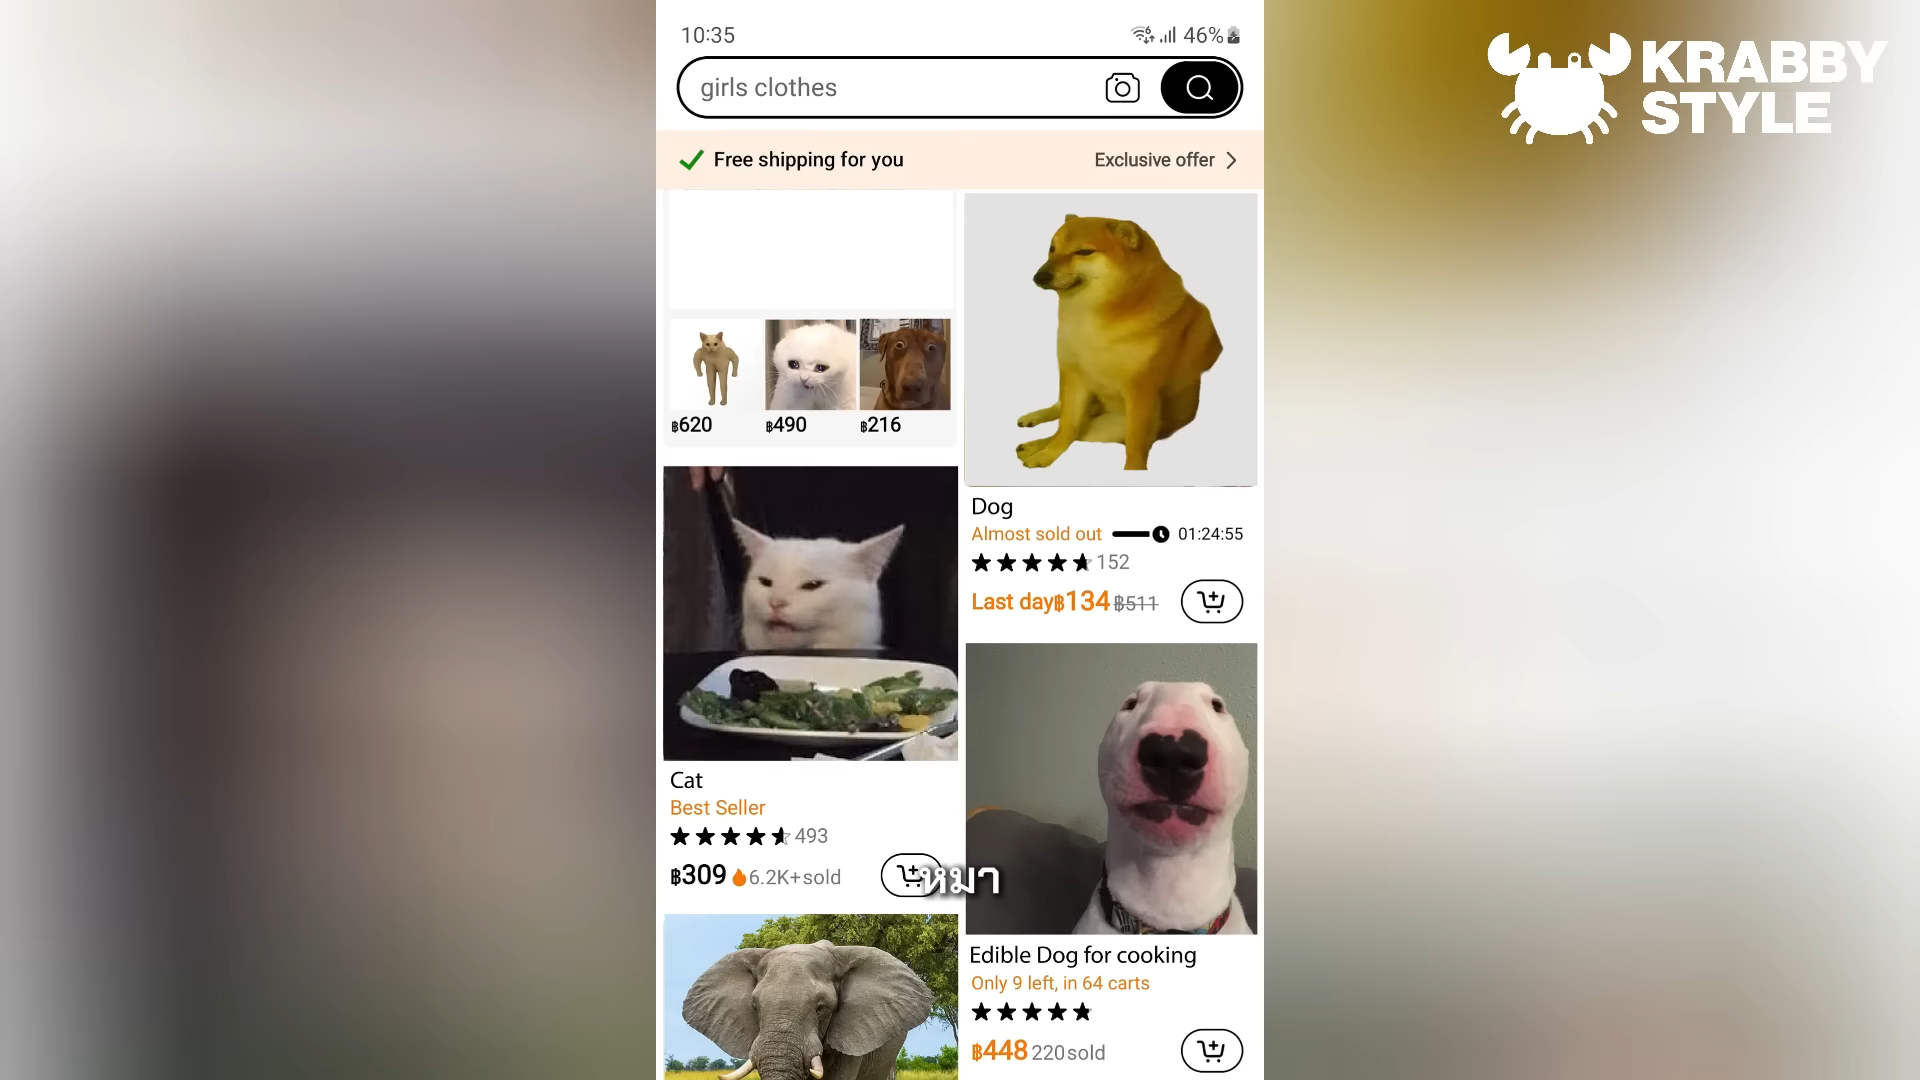 10:35
46%
girls clothes
Free shipping for you
Exclusive offer
฿620
฿490
฿216
Cat
Best Seller
493
฿309 6.2K+sold
Dog
Almost sold out 01:24:55
152
Last day฿134 ฿511
Edible Dog for cooking
Only 9 left, in 64 carts
฿448 220sold
หมา
KRABBY
STYLE